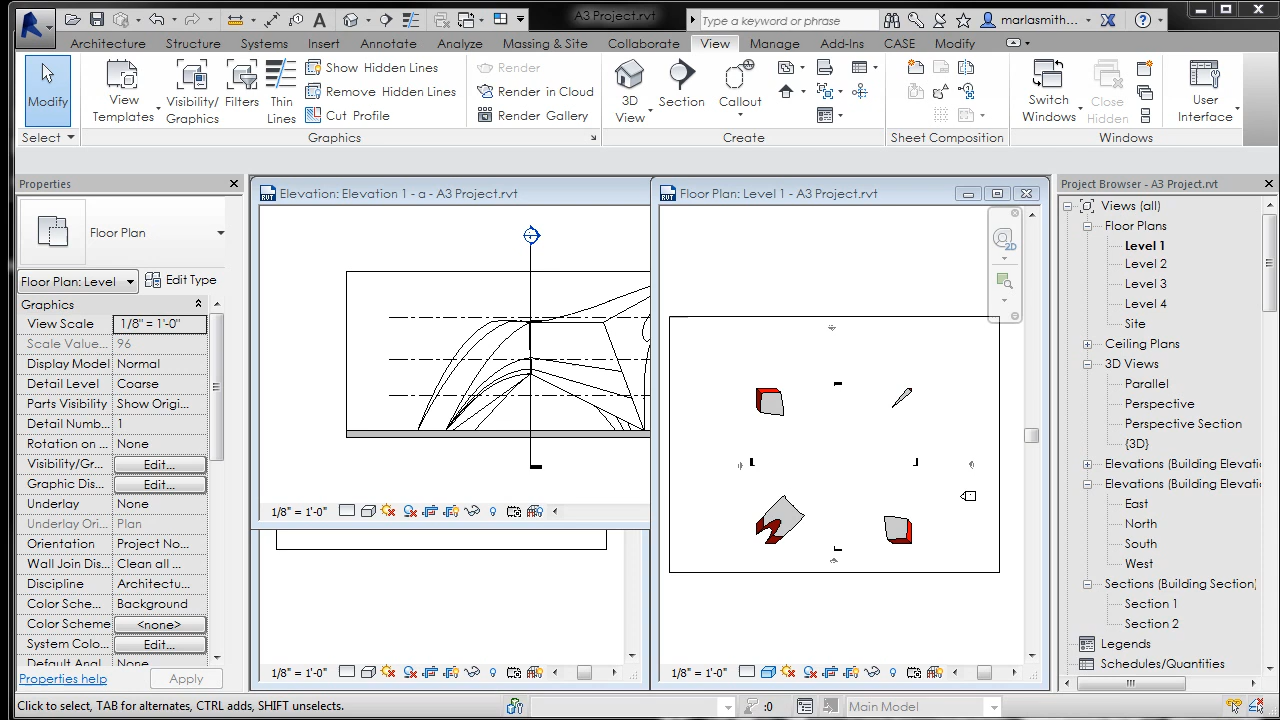 A3 Project.rvt
Type a keyword or phrase
marlasmith...
Architecture Structure Systems Insert Annotate Analyze Massing & Site Collaborate View Manage Add-Ins CASE Modify
Modify
View Templates
Visibility/ Graphics
Filters
Thin Lines
Show Hidden Lines
Remove Hidden Lines
Cut Profile
Render
Render in Cloud
Render Gallery
3D View
Section
Callout
Switch Windows
Close Hidden
User Interface
Select
Graphics
Create
Sheet Composition
Windows
Properties
Floor Plan
Floor Plan: Level
Edit Type
Graphics
View Scale 1/8" = 1'-0"
Scale Value... 96
Display Model Normal
Detail Level Coarse
Parts Visibility Show Origi...
Detail Numb... 1
Rotation on ... None
Visibility/Gr... Edit...
Graphic Dis... Edit...
Underlay None
Underlay Ori... Plan
Orientation Project No...
Wall Join Dis... Clean all ...
Discipline Architectu...
Color Sche... Background
Color Scheme <none>
System Colo... Edit...
Default Anal... None
Properties help
Apply
Elevation: Elevation 1 - a - A3 Project.rvt
1/8" = 1'-0"
1/8" = 1'-0"
Floor Plan: Level 1 - A3 Project.rvt
2D
1/8" = 1'-0"
Project Browser - A3 Project.rvt
Views (all)
Floor Plans
Level 1
Level 2
Level 3
Level 4
Site
Ceiling Plans
3D Views
Parallel
Perspective
Perspective Section
{3D}
Elevations (Building Elevatio
Elevations (Building Elevatio
East
North
South
West
Sections (Building Section)
Section 1
Section 2
Legends
Schedules/Quantities
Click to select, TAB for alternates, CTRL adds, SHIFT unselects.
:0
Main Model